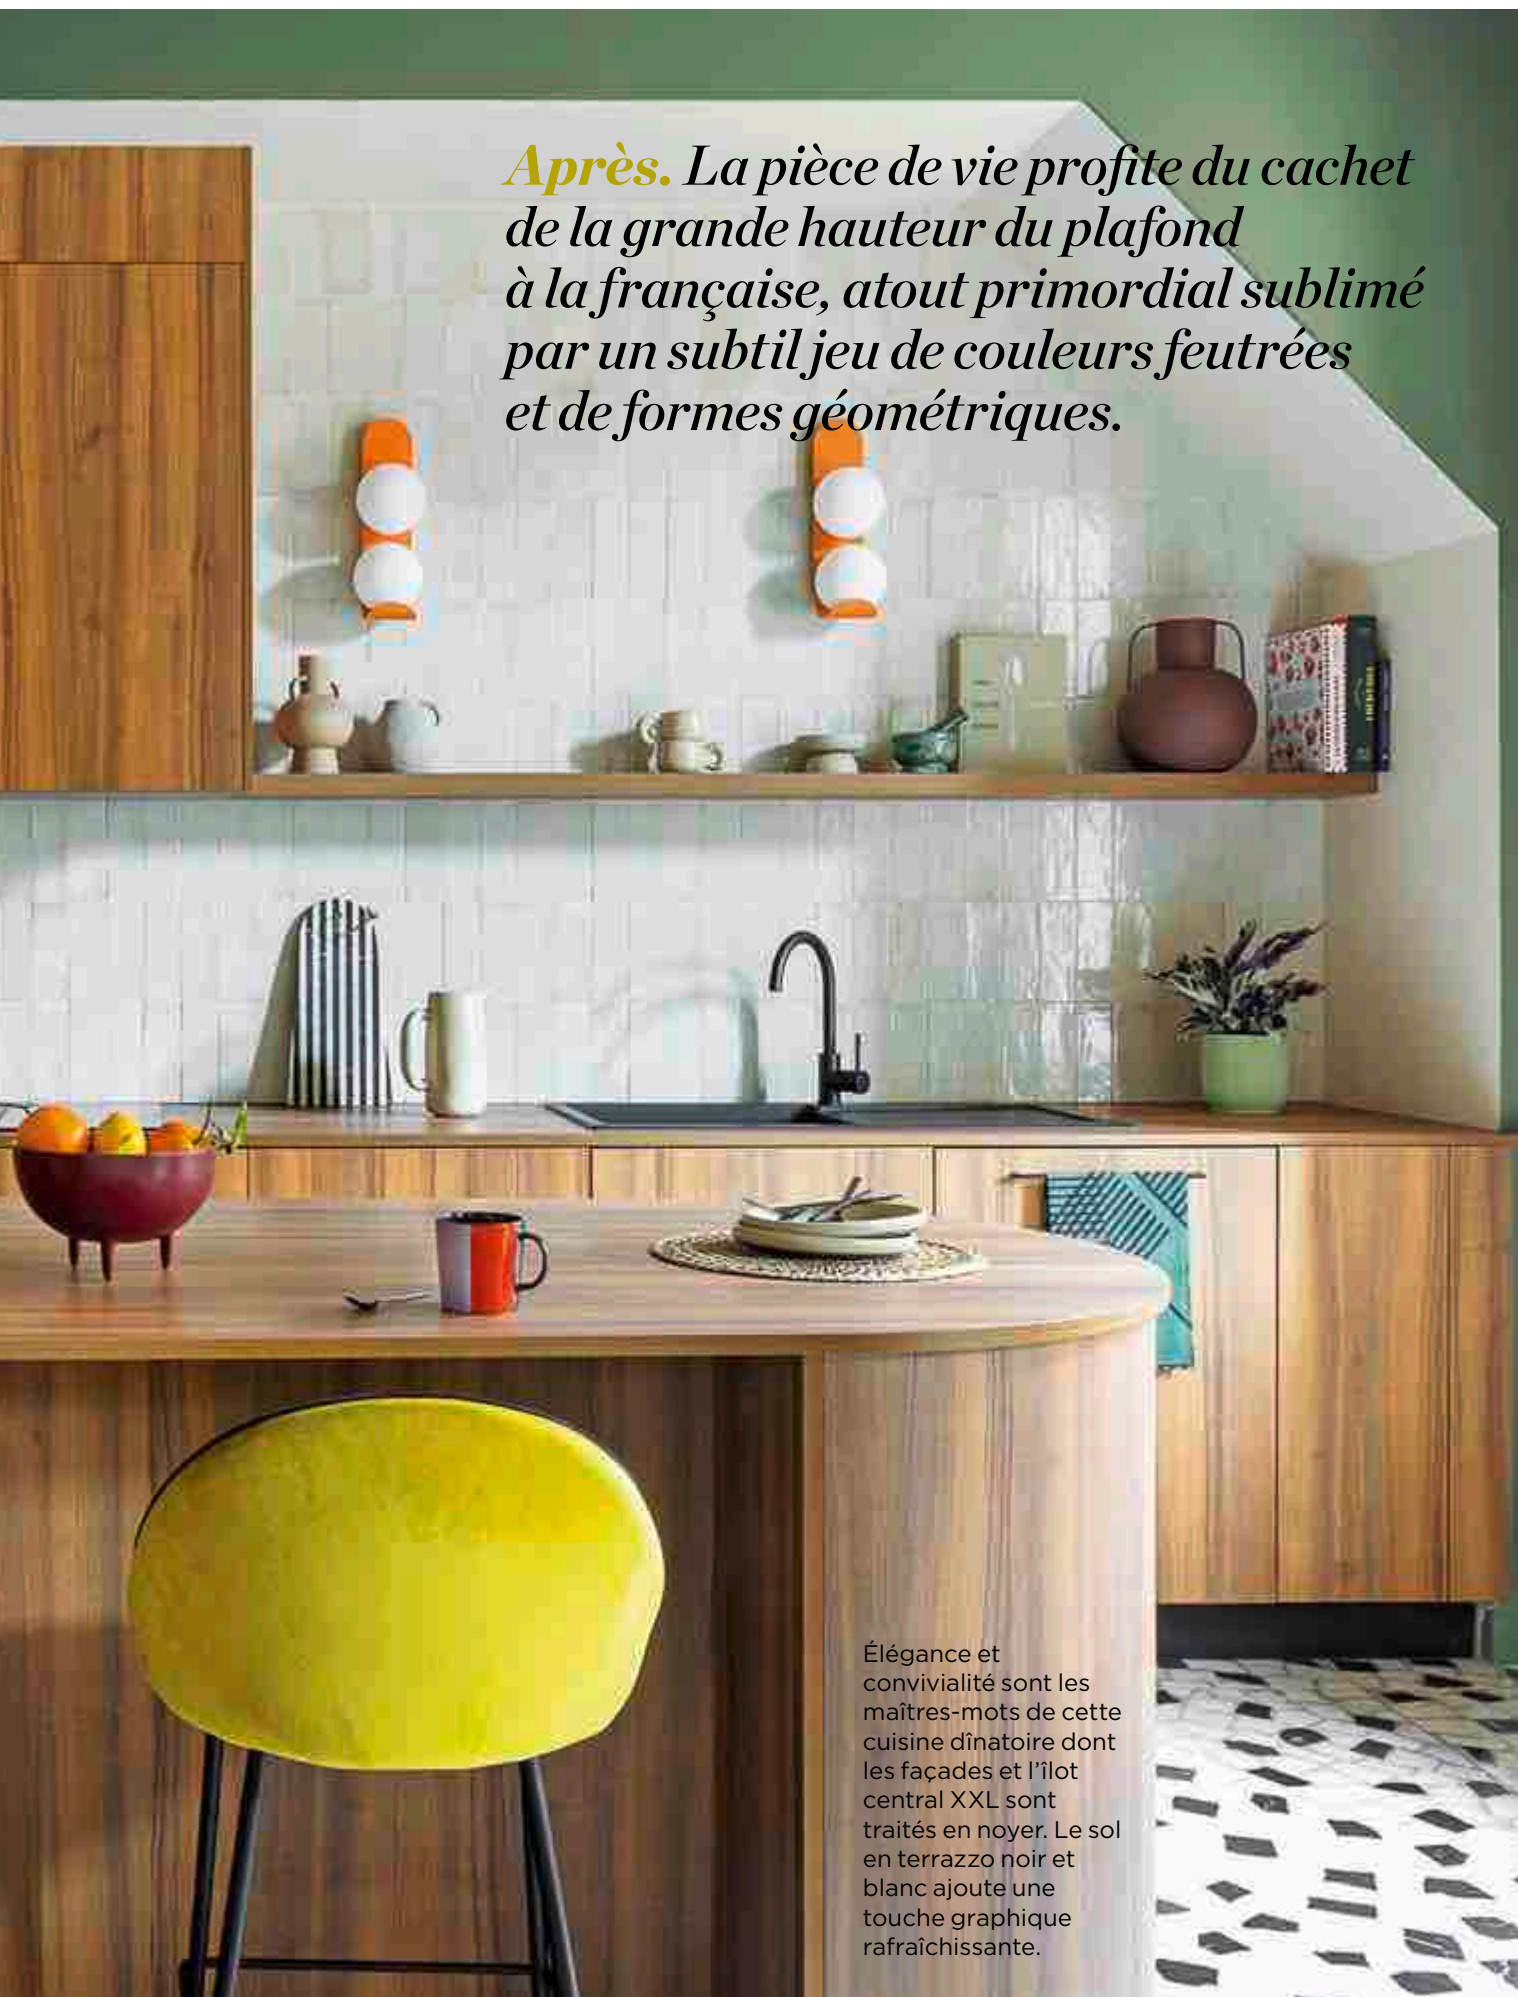 Après. La pièce de vie profite du cachet
de la grande hauteur du plafond
à la française, atout primordial sublimé
par un subtil jeu de couleurs feutrées
et de formes géométriques.
Élégance et
convivialité sont les
maîtres-mots de cette
cuisine dînatoire dont
les façades et l’îlot
central XXL sont
traités en noyer. Le sol
en terrazzo noir et
blanc ajoute une
touche graphique
rafraîchissante.